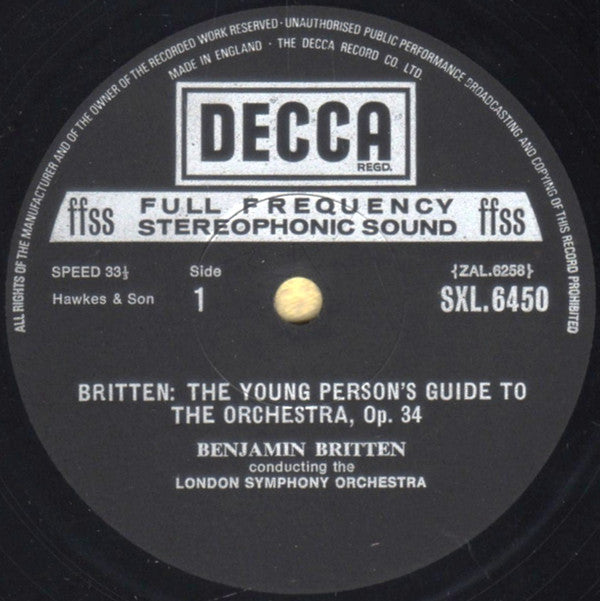 ALL RIGHTS OF THE MANUFACTURER AND OF THE OWNER OF THE RECORDED WORK RESERVED · UNAUTHORISED PUBLIC PERFORMANCE BROADCASTING AND COPYING OF THIS RECORD PROHIBITED
MADE IN ENGLAND · THE DECCA RECORD CO. LTD.
DECCA
REGD.
ffss FULL FREQUENCY ffss
STEREOPHONIC SOUND
SPEED 33⅓ Side {ZAL.6258}
Hawkes & Son 1 SXL.6450
BRITTEN: THE YOUNG PERSON'S GUIDE TO
THE ORCHESTRA, Op. 34
BENJAMIN BRITTEN
conducting the
LONDON SYMPHONY ORCHESTRA